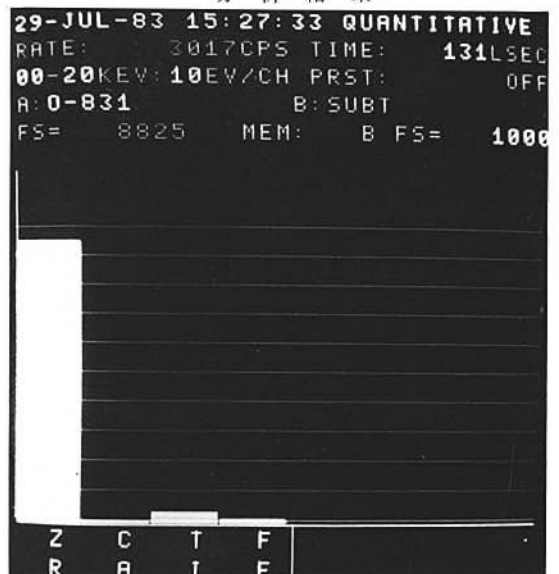 29-JUL-83 15:27:33 QUANTITATIVE
RATE: 3017CPS TIME: 131LSEC
00-20KEV:10EV/CH PRST: OFF
A:0-831 B:SUBT
FS= 8825 MEM: B FS= 1000
Z C T F
R A I E